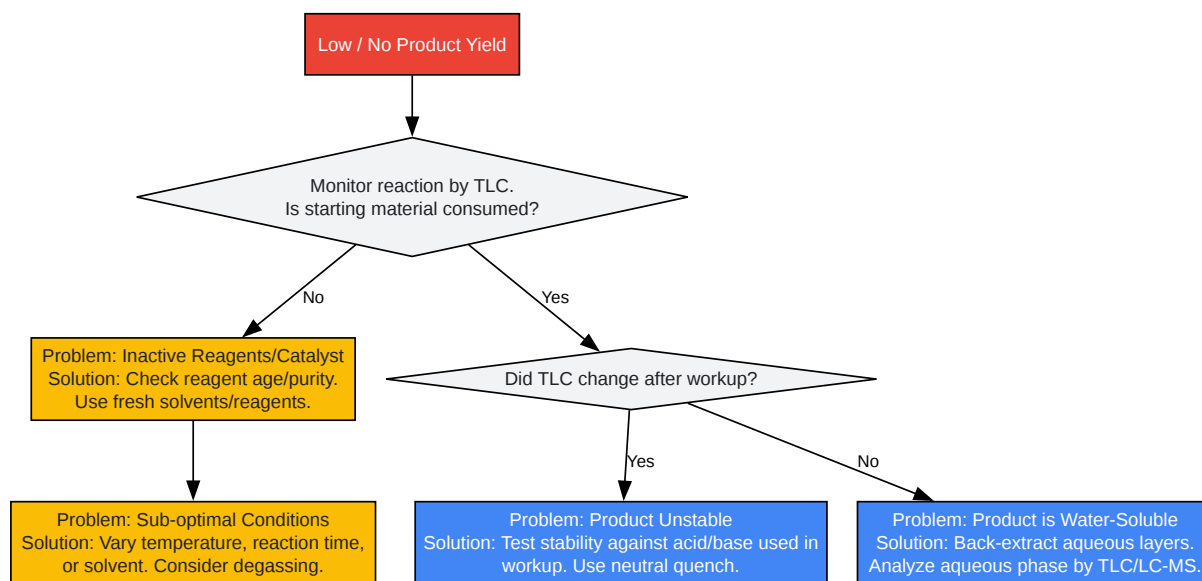 Low / No Product Yield
Monitor reaction by TLC.
Is starting material consumed?
No
Yes
Problem: Inactive Reagents/Catalyst
Solution: Check reagent age/purity.
Use fresh solvents/reagents.
Did TLC change after workup?
Yes
No
Problem: Sub-optimal Conditions
Solution: Vary temperature, reaction time,
or solvent. Consider degassing.
Problem: Product Unstable
Solution: Test stability against acid/base used in
workup. Use neutral quench.
Problem: Product is Water-Soluble
Solution: Back-extract aqueous layers.
Analyze aqueous phase by TLC/LC-MS.